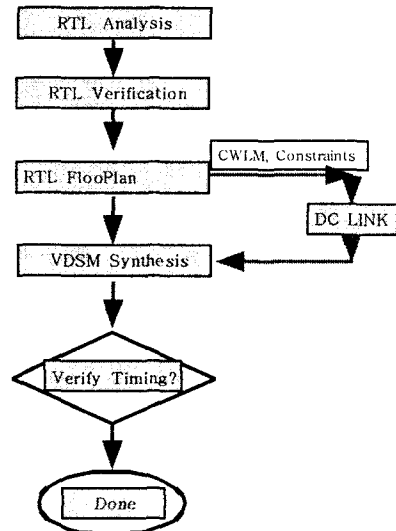 RTL Analysis
RTL Verification
CWLM, Constraints
RTL FlooPlan
DC LINK
VDSM Synthesis
Verify Timing?
Done